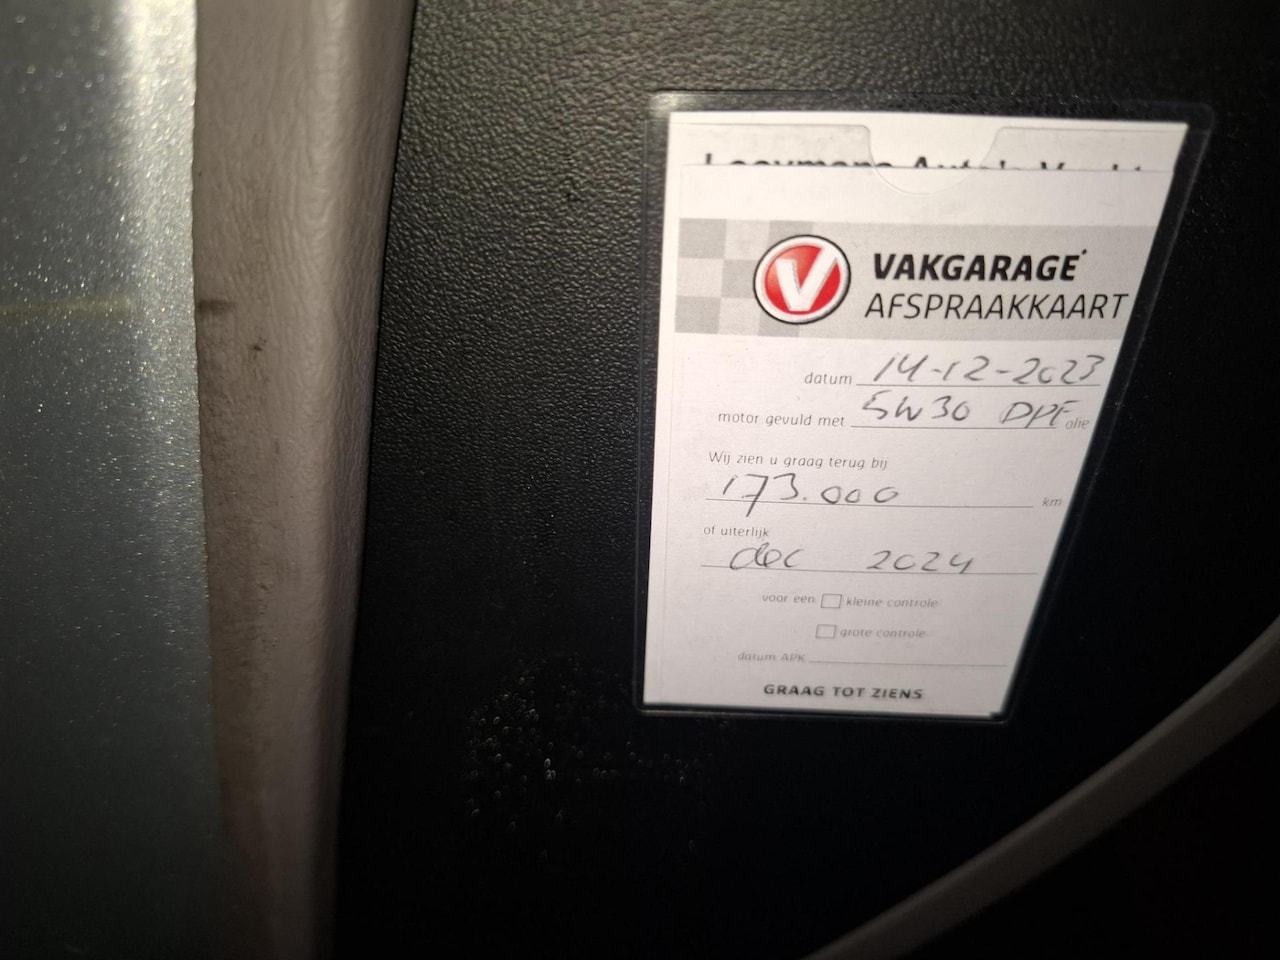 V
VAKGARAGE
AFSPRAAKKAART
datum 14-12-2023
motor gevuld met 5W30 DPF olie
Wij zien u graag terug bij
173.000 km
of uiterlijk
dec 2024
voor een kleine controle
grote controle
datum APK
GRAAG TOT ZIENS